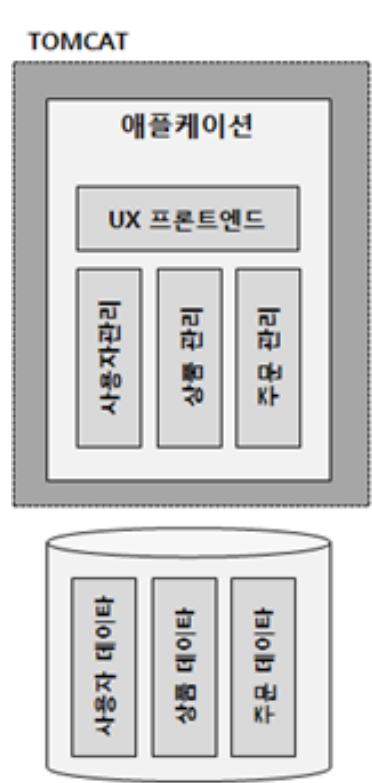 TOMCAT
애플케이션
UX 프론트엔드
사용자관리
상품 관리
주문 관리
사용자 데이타
상품 데이타
주문 데이타